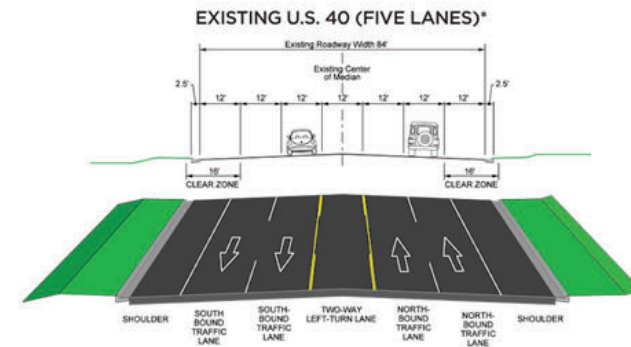 EXISTING U.S. 40 (FIVE LANES)*
Existing Roadway Width 84'
Existing Center
of Median
2.5'
2.5'
12' 12' 12' 12' 12' 12' 12'
16'
16'
CLEAR ZONE
CLEAR ZONE
SHOULDER
SOUTH
BOUND
TRAFFIC
LANE
SOUTH-
BOUND
TRAFFIC
LANE
TWO-WAY
LEFT-TURN LANE
NORTH-
BOUND
TRAFFIC
LANE
NORTH-
BOUND
TRAFFIC
LANE
SHOULDER